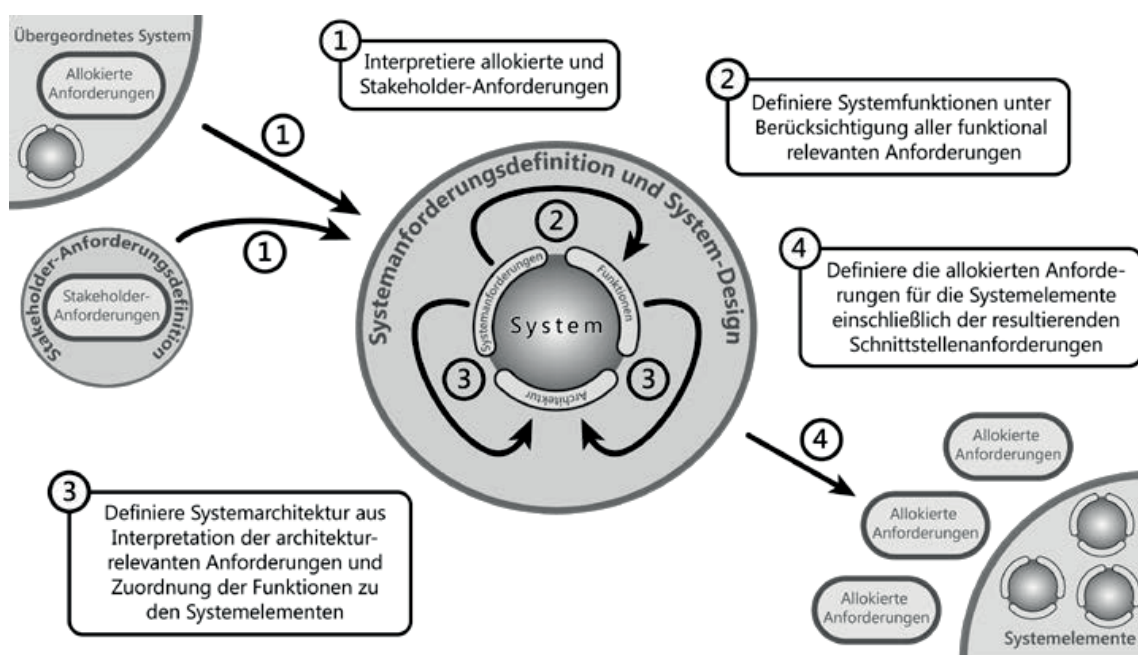 Übergeordnetes System
Allokierte
Anforderungen
1
Interpretiere allokierte und
Stakeholder-Anforderungen
2
Definiere Systemfunktionen unter
Berücksichtigung aller funktional
relevanten Anforderungen
1
1
Stakeholder-Anforderungsdefinition
Stakeholder-
Anforderungen
Systemanforderungsdefinition und System-Design
2
Systemanforderungen
Funktionen
System
Architektur
3
3
4
Definiere die allokierten Anforde-
rungen für die Systemelemente
einschließlich der resultierenden
Schnittstellenanforderungen
4
3
Definiere Systemarchitektur aus
Interpretation der architektur-
relevanten Anforderungen und
Zuordnung der Funktionen zu
den Systemelementen
Allokierte
Anforderungen
Allokierte
Anforderungen
Allokierte
Anforderungen
Systemelemente